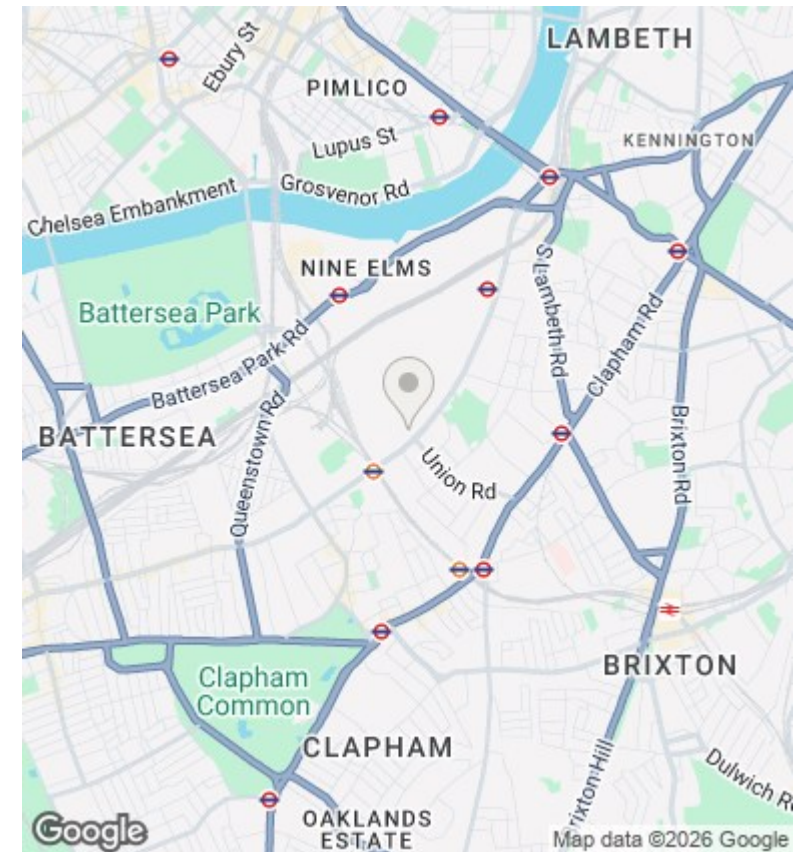 LAMBETH
Ebury St
PIMLICO
Lupus St
KENNINGTON
Grosvenor Rd
Chelsea Embankment
NINE ELMS
S Lambeth Rd
Battersea Park
Clapham Rd
Battersea Park Rd
BATTERSEA
Queenstown Rd
Union Rd
Brixton Rd
BRIXTON
Clapham
Common
CLAPHAM
Brixton Hill
Dulwich R
OAKLANDS
ESTATE
Google
Map data ©2026 Google